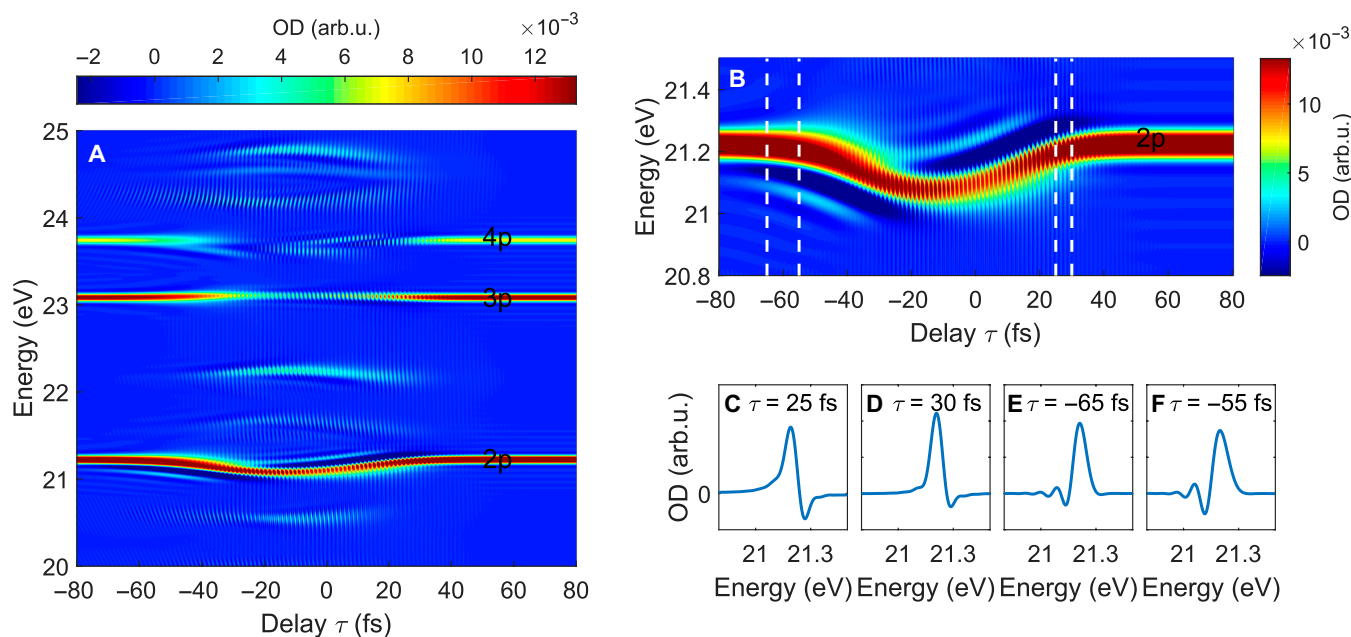 OD (arb.u.)
×10⁻³
−2 0 2 4 6 8 10 12
A
25
24
23
22
21
20
Energy (eV)
4p
3p
2p
−80 −60 −40 −20 0 20 40 60 80
Delay τ (fs)
B
21.4
21.2
21
20.8
Energy (eV)
2p
−80 −60 −40 −20 0 20 40 60 80
Delay τ (fs)
×10⁻³
10
5
0
OD (arb.u.)
C τ = 25 fs
D τ = 30 fs
E τ = −65 fs
F τ = −55 fs
OD (arb.u.)
0
21 21.3
21 21.3
21 21.3
21 21.3
Energy (eV)
Energy (eV)
Energy (eV)
Energy (eV)